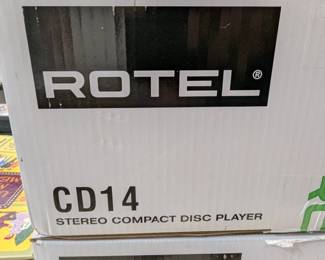 ROTEL®
CD14
STEREO COMPACT DISC PLAYER